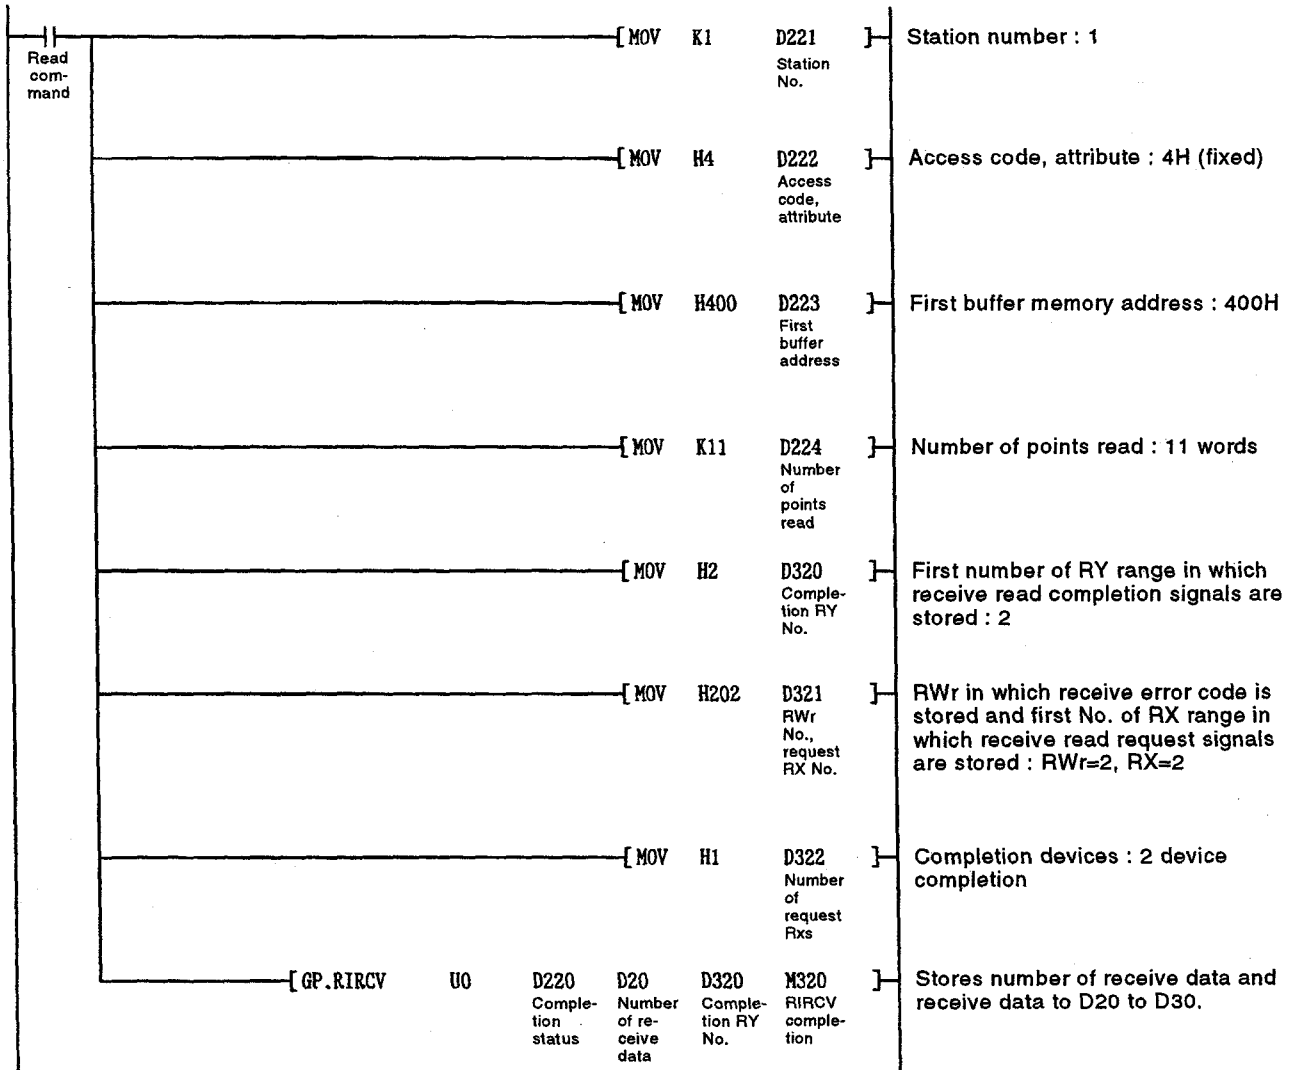 [ MOV K1 D221 ] Station number : 1
Read
com-
mand
Station
No.
[ MOV H4 D222 ] Access code, attribute : 4H (fixed)
Access
code,
attribute
[ MOV H400 D223 ] First buffer memory address : 400H
First
buffer
address
[ MOV K11 D224 ] Number of points read : 11 words
Number
of
points
read
[ MOV H2 D320 ] First number of RY range in which
receive read completion signals are
stored : 2
Comple-
tion RY
No.
[ MOV H202 D321 ] RWr in which receive error code is
stored and first No. of RX range in
which receive read request signals
are stored : RWr=2, RX=2
RWr
No.,
request
RX No.
[ MOV H1 D322 ] Completion devices : 2 device
completion
Number
of
request
Rxs
[ GP.RIRCV U0 D220 D20 D320 M320 ] Stores number of receive data and
receive data to D20 to D30.
Comple-
tion
status
Number
of re-
ceive
data
Comple-
tion RY
No.
RIRCV
comple-
tion